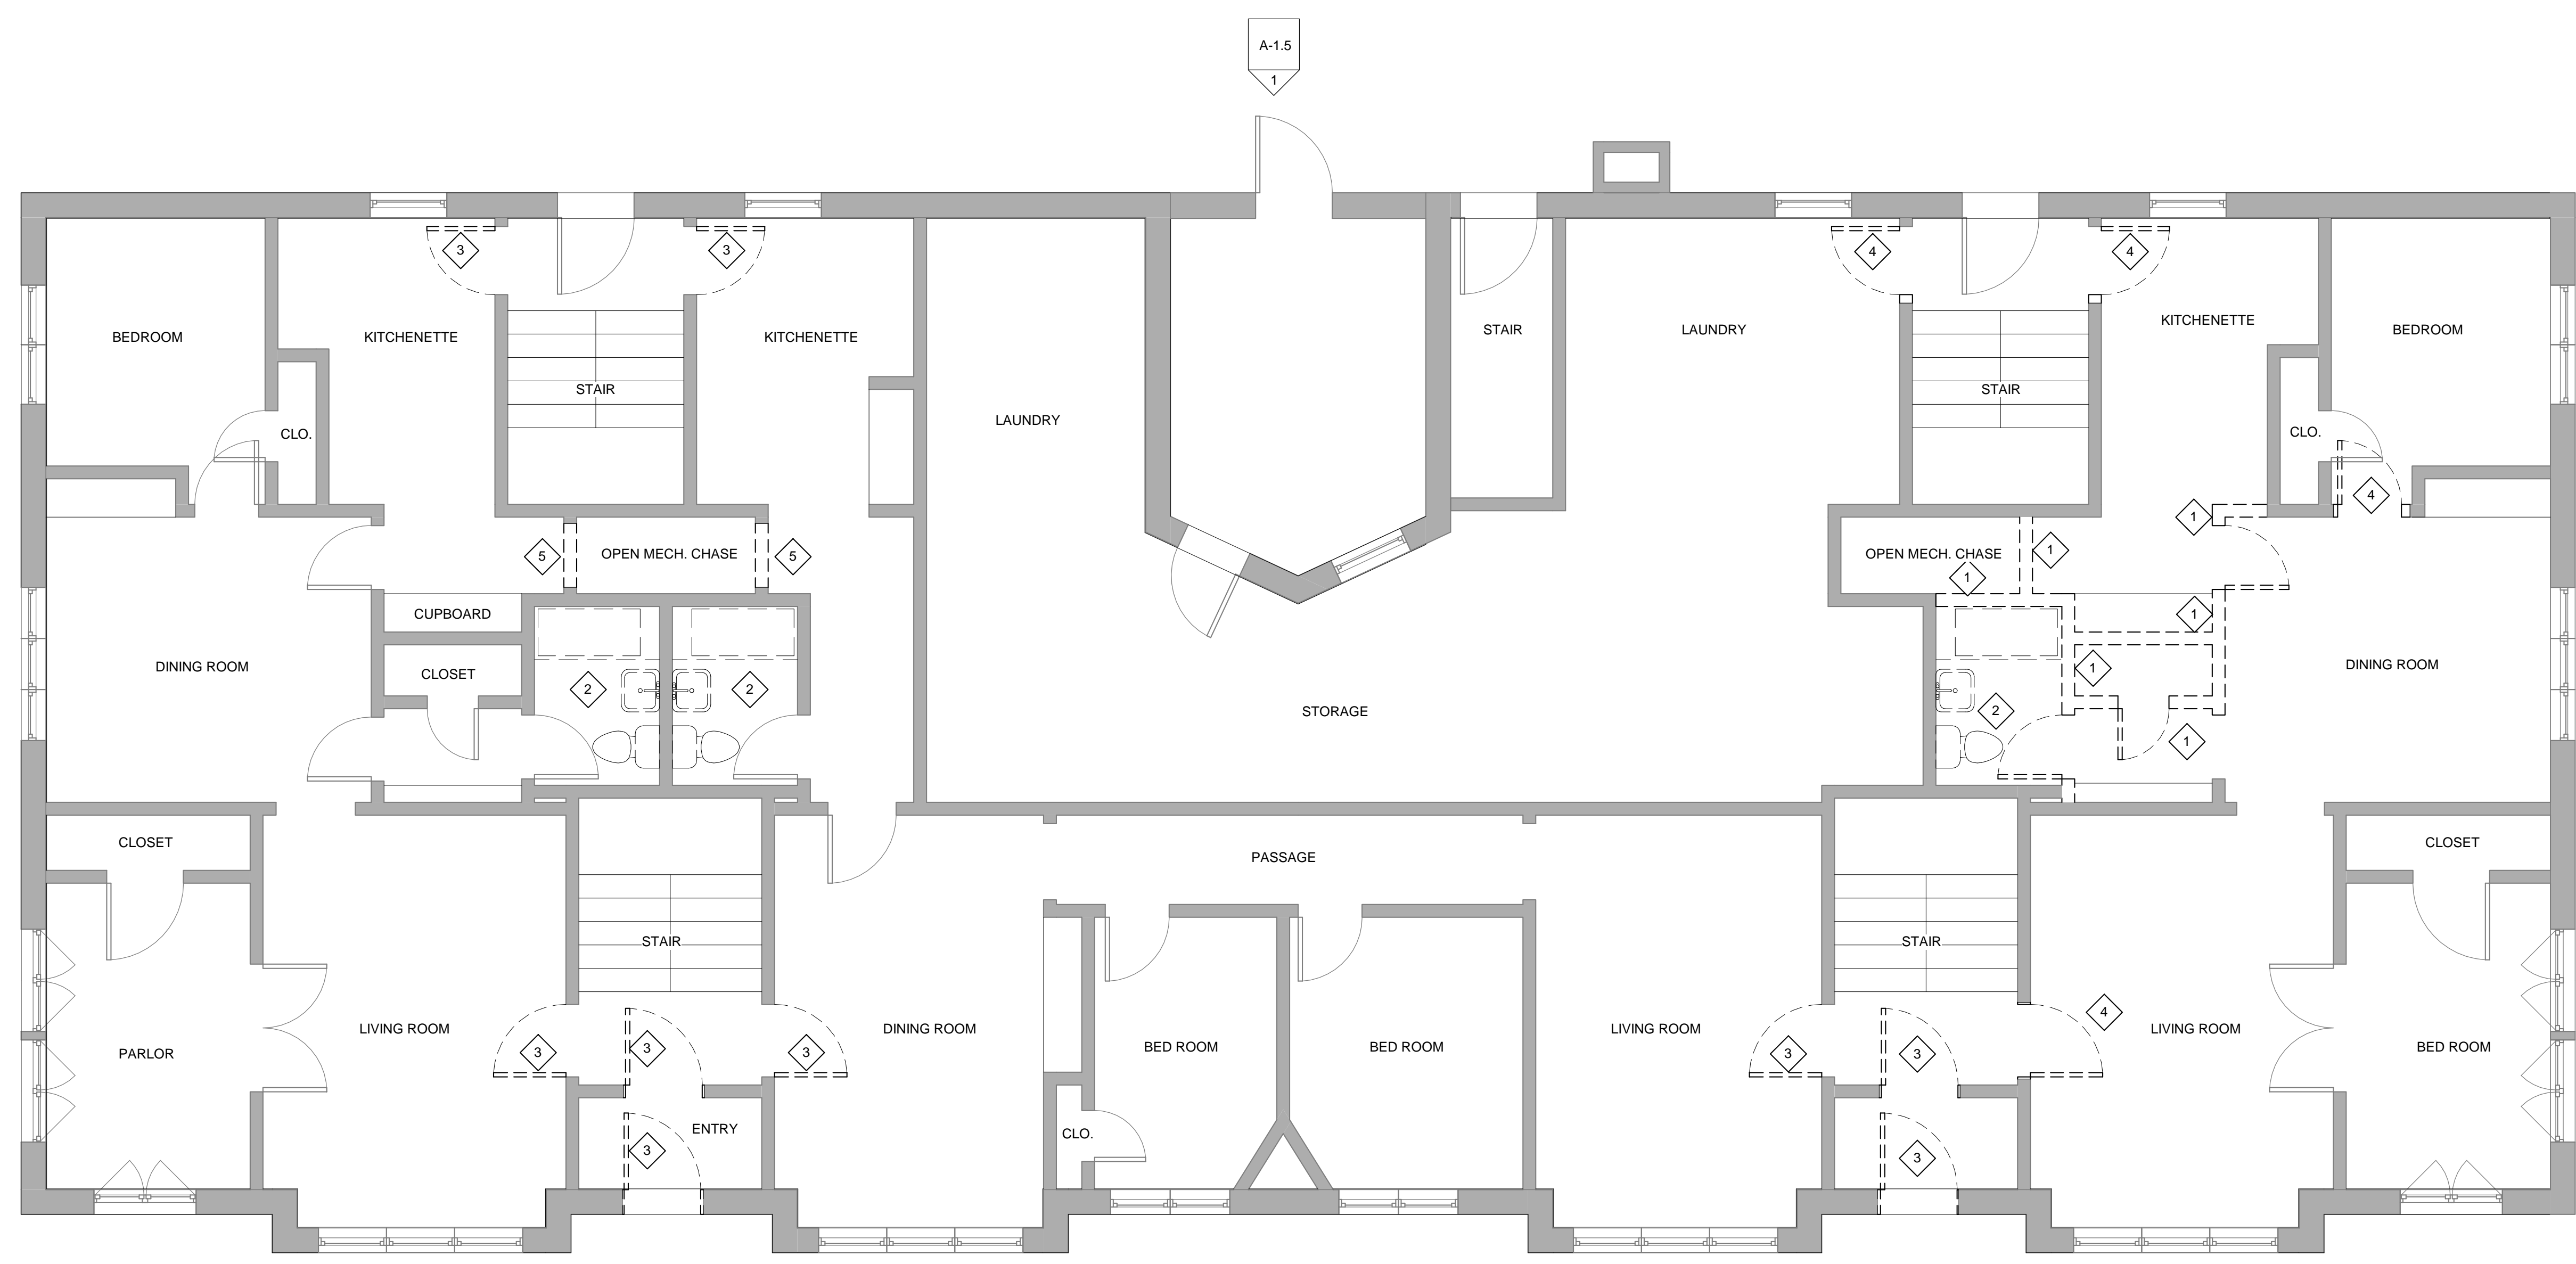 A-1.5
1
3
3
4
4
BEDROOM
KITCHENETTE
KITCHENETTE
STAIR
LAUNDRY
KITCHENETTE
BEDROOM
STAIR
STAIR
LAUNDRY
CLO.
CLO.
4
1
5
OPEN MECH. CHASE
5
OPEN MECH. CHASE
1
1
CUPBOARD
1
DINING ROOM
CLOSET
1
DINING ROOM
2
2
STORAGE
2
1
CLOSET
PASSAGE
CLOSET
STAIR
STAIR
4
LIVING ROOM
DINING ROOM
LIVING ROOM
LIVING ROOM
PARLOR
3
3
3
BED ROOM
BED ROOM
3
3
BED ROOM
ENTRY
CLO.
3
3